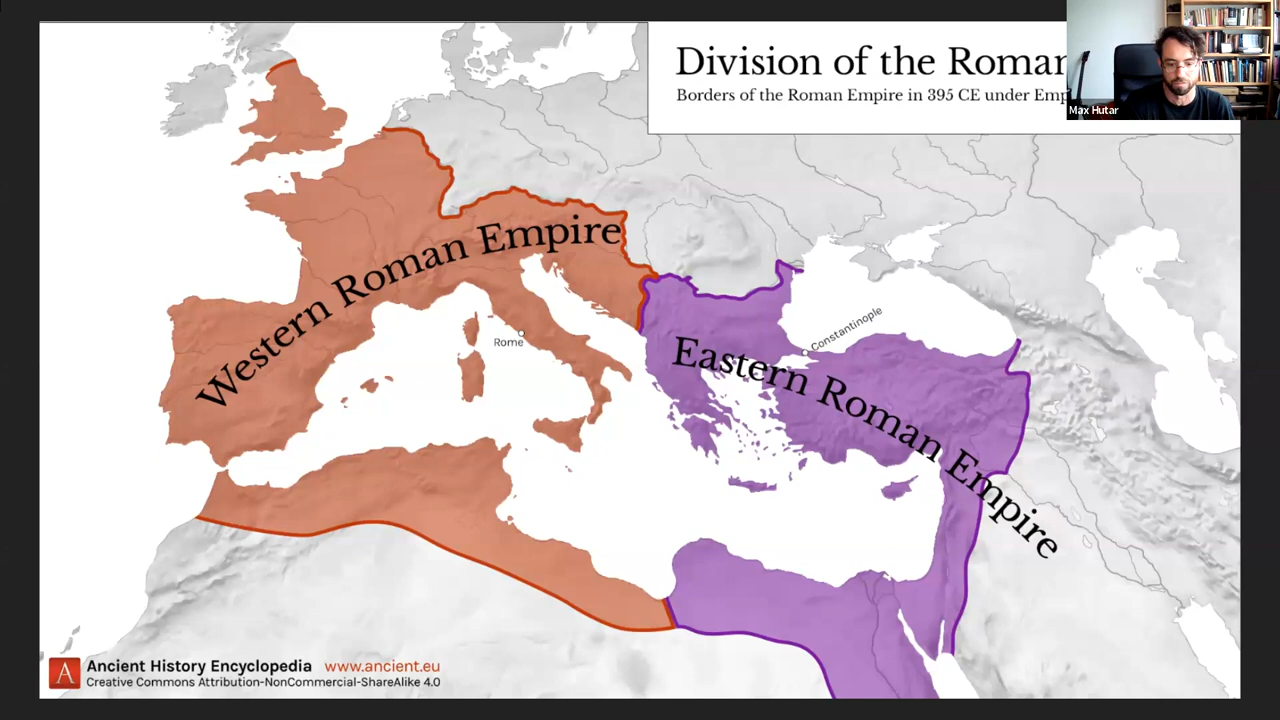 Division of the Roman
Borders of the Roman Empire in 395 CE under Emp
Max Hutar
Western Roman Empire
Eastern Roman Empire
Constantinople
Rome
A
Ancient History Encyclopedia www.ancient.eu
Creative Commons Attribution-NonCommercial-ShareAlike 4.0